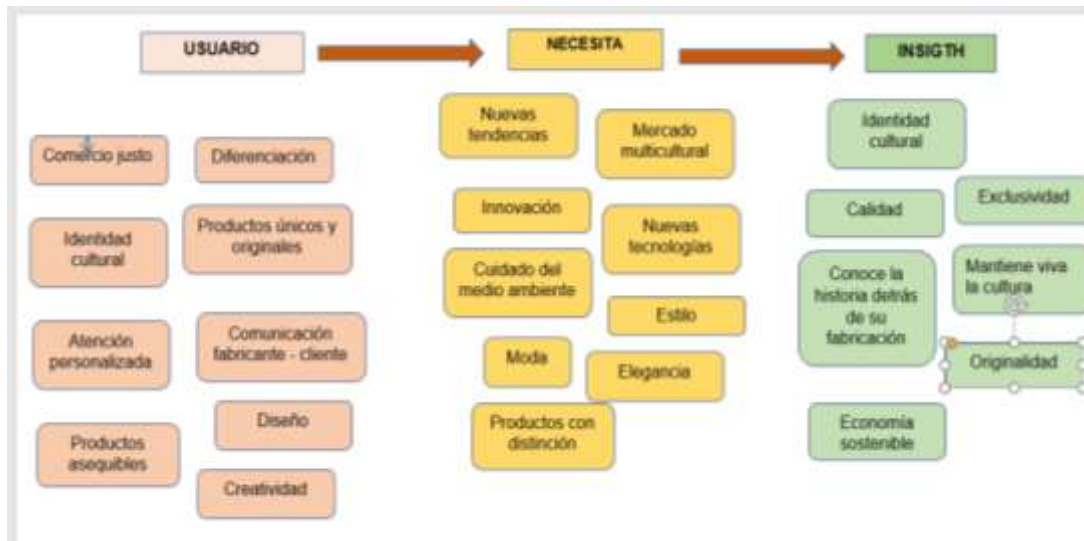 USUARIO
NECESITA
INSIGTH
Comercio justo
Diferenciación
Identidad
cultural
Productos únicos y
originales
Atención
personalizada
Comunicación
fabricante - cliente
Diseño
Productos
asequibles
Creatividad
Nuevas
tendencias
Mercado
multicultural
Innovación
Nuevas
tecnologías
Cuidado del
medio ambiente
Estilo
Moda
Elegancia
Productos con
distinción
Identidad
cultural
Calidad
Exclusividad
Conoce la
historia detrás
de su
fabricación
Mantiene viva
la cultura
Originalidad
Economía
sostenible